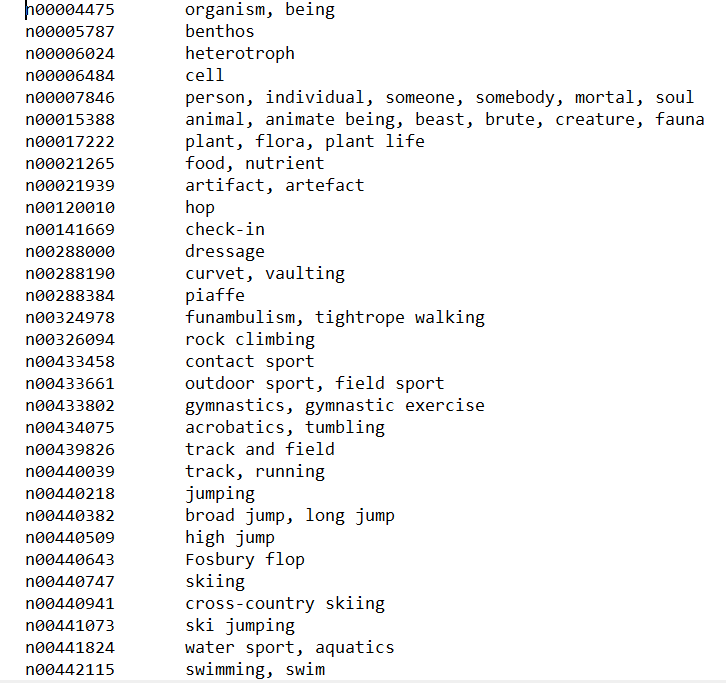 n00004475 organism, being
n00005787 benthos
n00006024 heterotroph
n00006484 cell
n00007846 person, individual, someone, somebody, mortal, soul
n00015388 animal, animate being, beast, brute, creature, fauna
n00017222 plant, flora, plant life
n00021265 food, nutrient
n00021939 artifact, artefact
n00120010 hop
n00141669 check-in
n00288000 dressage
n00288190 curvet, vaulting
n00288384 piaffe
n00324978 funambulism, tightrope walking
n00326094 rock climbing
n00433458 contact sport
n00433661 outdoor sport, field sport
n00433802 gymnastics, gymnastic exercise
n00434075 acrobatics, tumbling
n00439826 track and field
n00440039 track, running
n00440218 jumping
n00440382 broad jump, long jump
n00440509 high jump
n00440643 Fosbury flop
n00440747 skiing
n00440941 cross-country skiing
n00441073 ski jumping
n00441824 water sport, aquatics
n00442115 swimming, swim